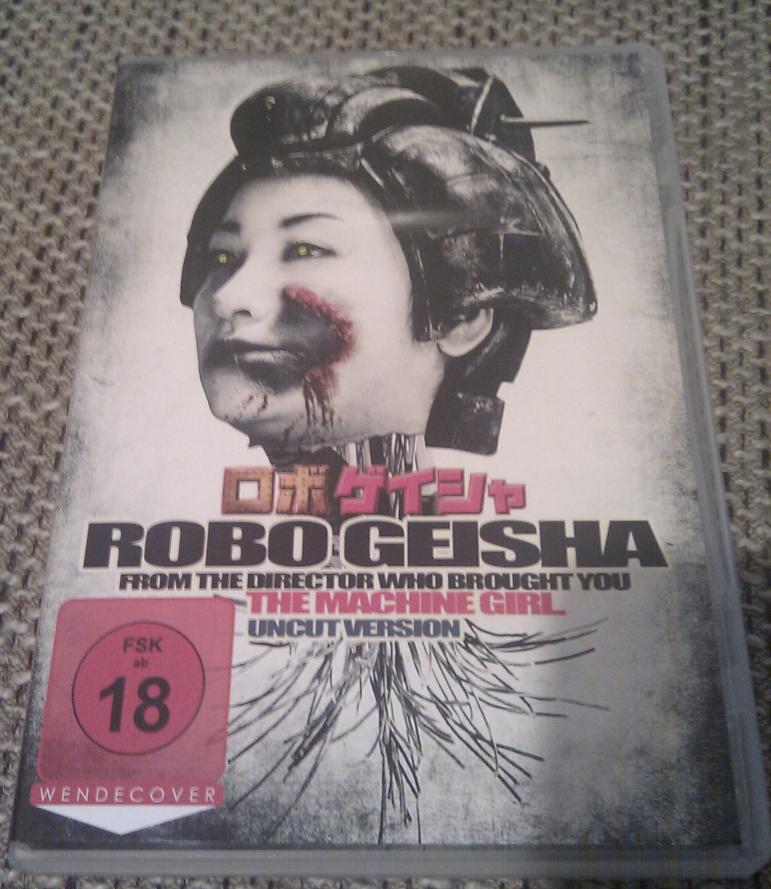 ロボゲイシャ
ROBO GEISHA
FROM THE DIRECTOR WHO BROUGHT YOU
THE MACHINE GIRL
UNCUT VERSION
FSK
ab
18
WENDECOVER